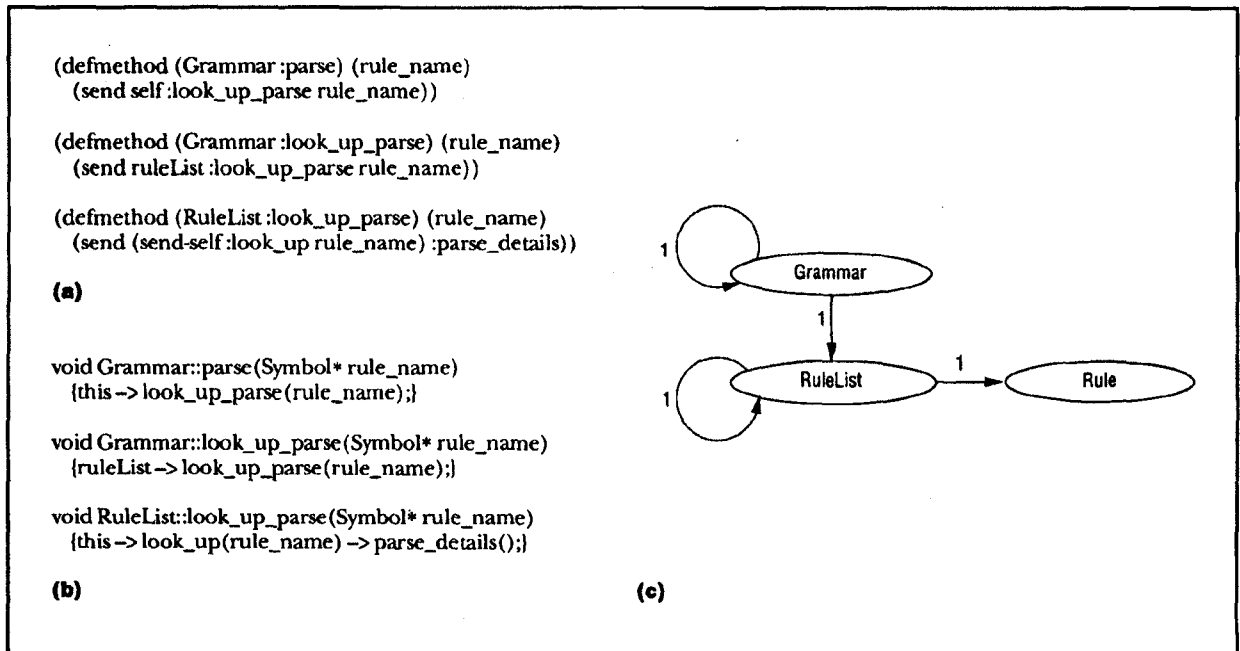 (defmethod (Grammar :parse) (rule_name)
(send self :look_up_parse rule_name))
(defmethod (Grammar :look_up_parse) (rule_name)
(send ruleList :look_up_parse rule_name))
(defmethod (RuleList :look_up_parse) (rule_name)
(send (send-self :look_up rule_name) :parse_details))
(a)
void Grammar::parse(Symbol* rule_name)
{this –> look_up_parse(rule_name);}
void Grammar::look_up_parse(Symbol* rule_name)
{ruleList –> look_up_parse(rule_name);}
void RuleList::look_up_parse(Symbol* rule_name)
{this –> look_up(rule_name) –> parse_details();}
(b)
1
Grammar
1
1
RuleList
1
Rule
(c)